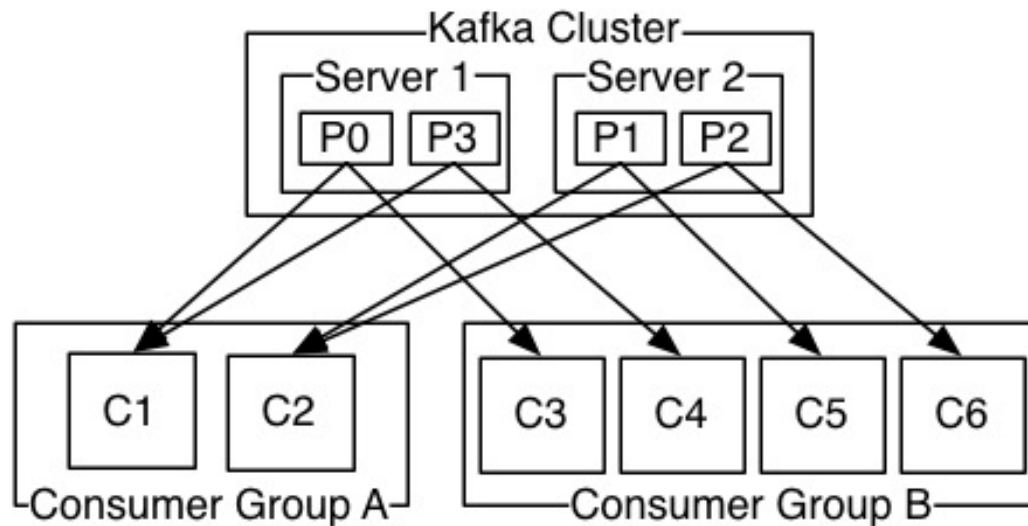 Kafka Cluster
Server 1
Server 2
P0
P3
P1
P2
C1
C2
C3
C4
C5
C6
Consumer Group A
Consumer Group B